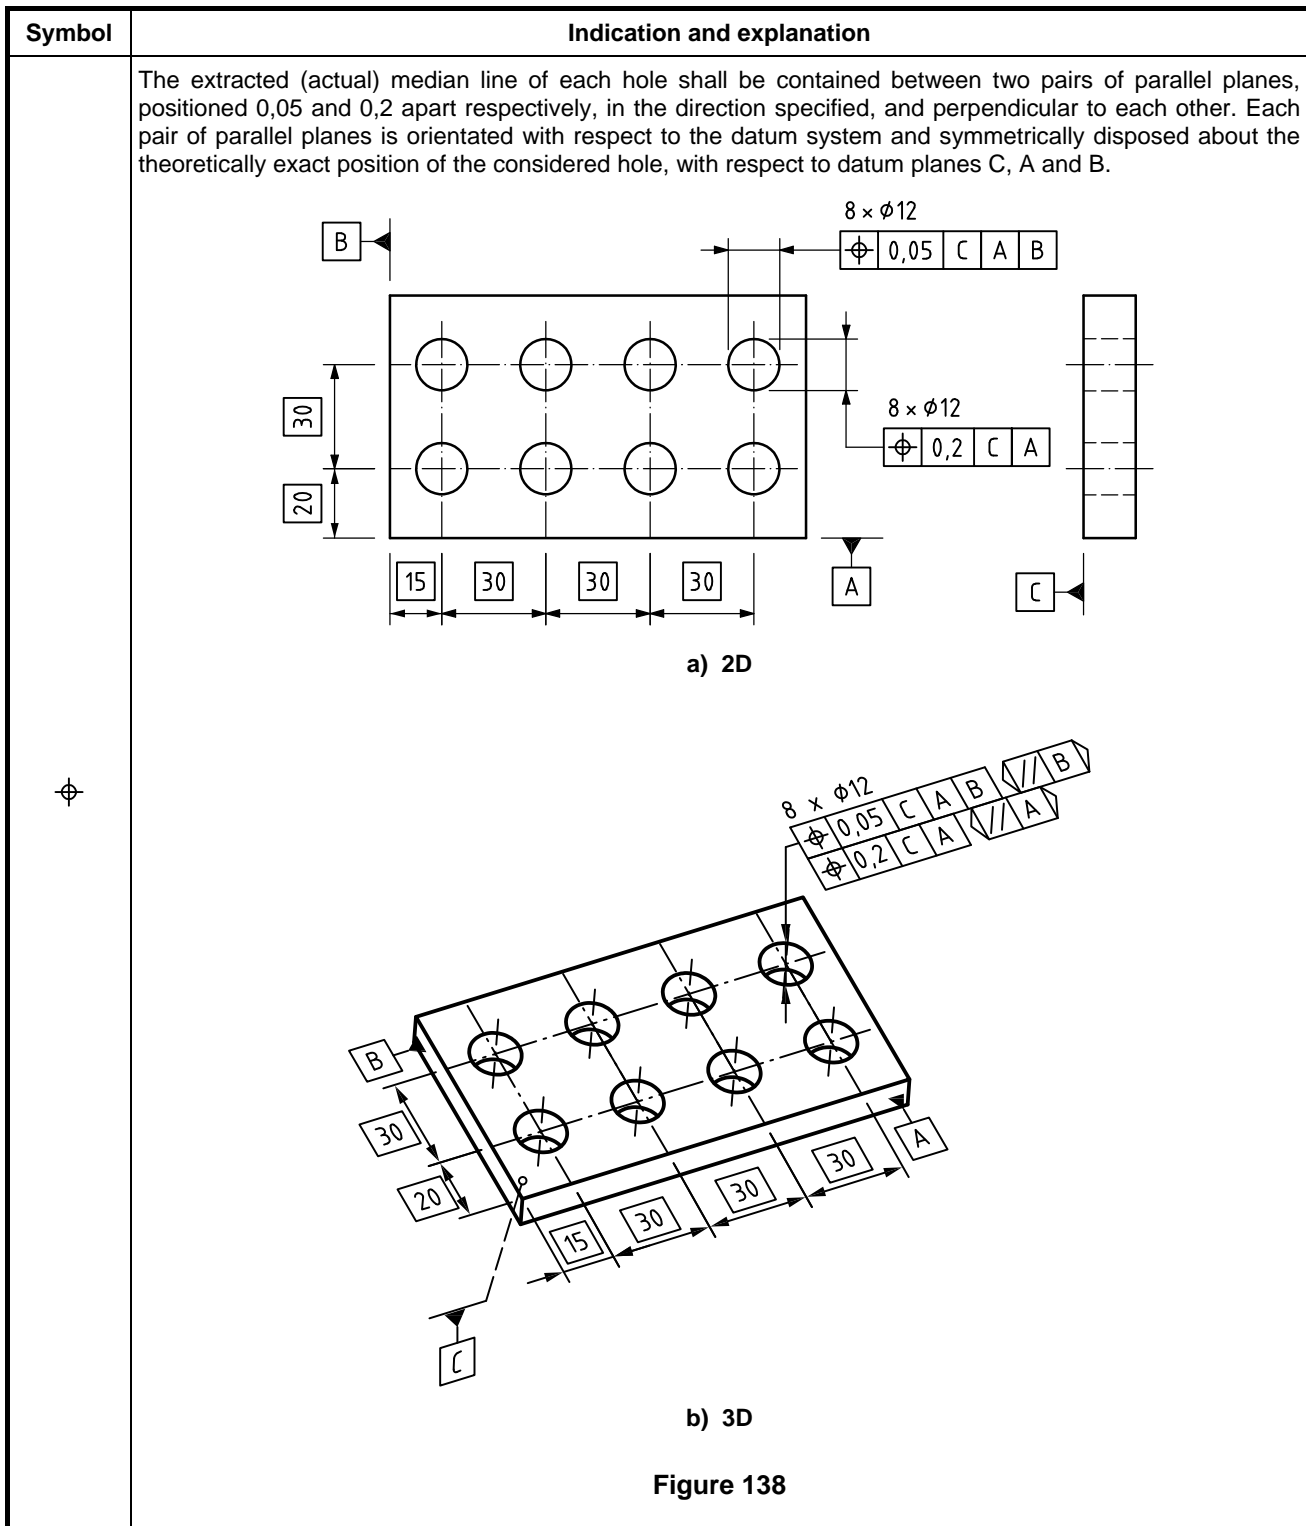 Symbol Indication and explanation
The extracted (actual) median line of each hole shall be contained between two pairs of parallel planes,
positioned 0,05 and 0,2 apart respectively, in the direction specified, and perpendicular to each other. Each
pair of parallel planes is orientated with respect to the datum system and symmetrically disposed about the
theoretically exact position of the considered hole, with respect to datum planes C, A and B.
8 × ⌀12
B
⌖ 0,05 C A B
30
8 × ⌀12
⌖ 0,2 C A
20
15 30 30 30
A
C
a) 2D
8 x ⌀12
⌖ 0,05 C A B // B
⌖ 0,2 C A // A
⌖
B
30
20
15
30
30
30
A
C
b) 3D
Figure 138